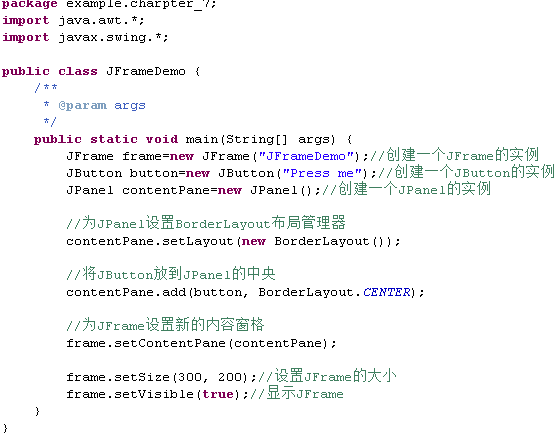 package example.charpter_7;
import java.awt.*;
import javax.swing.*;
public class JFrameDemo {
/**
* @param args
*/
public static void main(String[] args) {
JFrame frame=new JFrame("JFrameDemo");//创建一个JFrame的实例
JButton button=new JButton("Press me");//创建一个JButton的实例
JPanel contentPane=new JPanel();//创建一个JPanel的实例
//为JPanel设置BorderLayout布局管理器
contentPane.setLayout(new BorderLayout());
//将JButton放到JPanel的中央
contentPane.add(button, BorderLayout.CENTER);
//为JFrame设置新的内容窗格
frame.setContentPane(contentPane);
frame.setSize(300, 200);//设置JFrame的大小
frame.setVisible(true);//显示JFrame
}
}